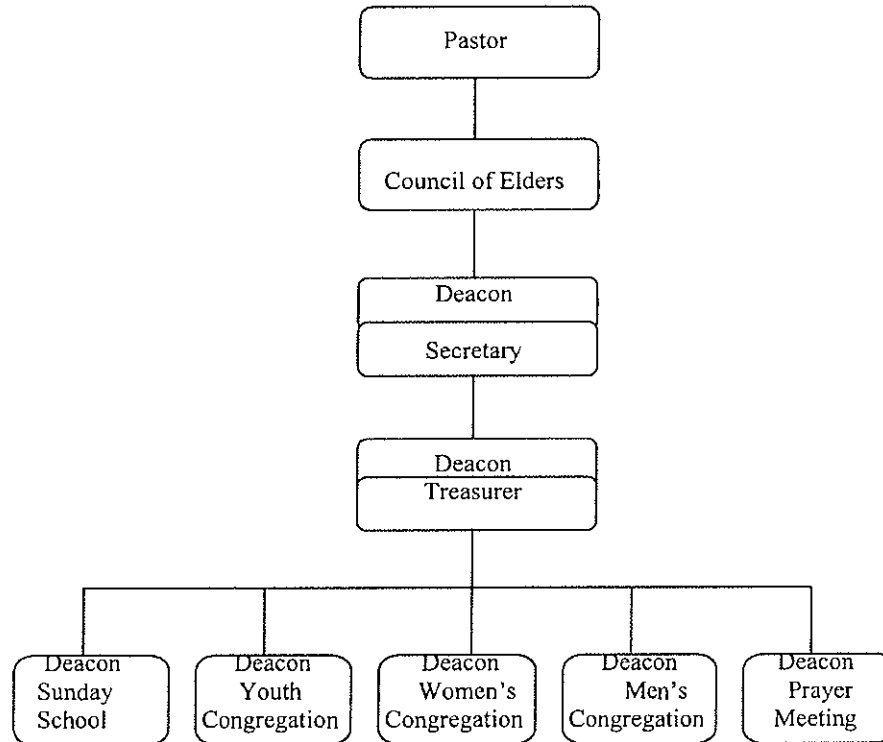 Pastor
Council of Elders
Deacon
Secretary
Deacon
Treasurer
Deacon
Sunday
School
Deacon
Youth
Congregation
Deacon
Women's
Congregation
Deacon
Men's
Congregation
Deacon
Prayer
Meeting